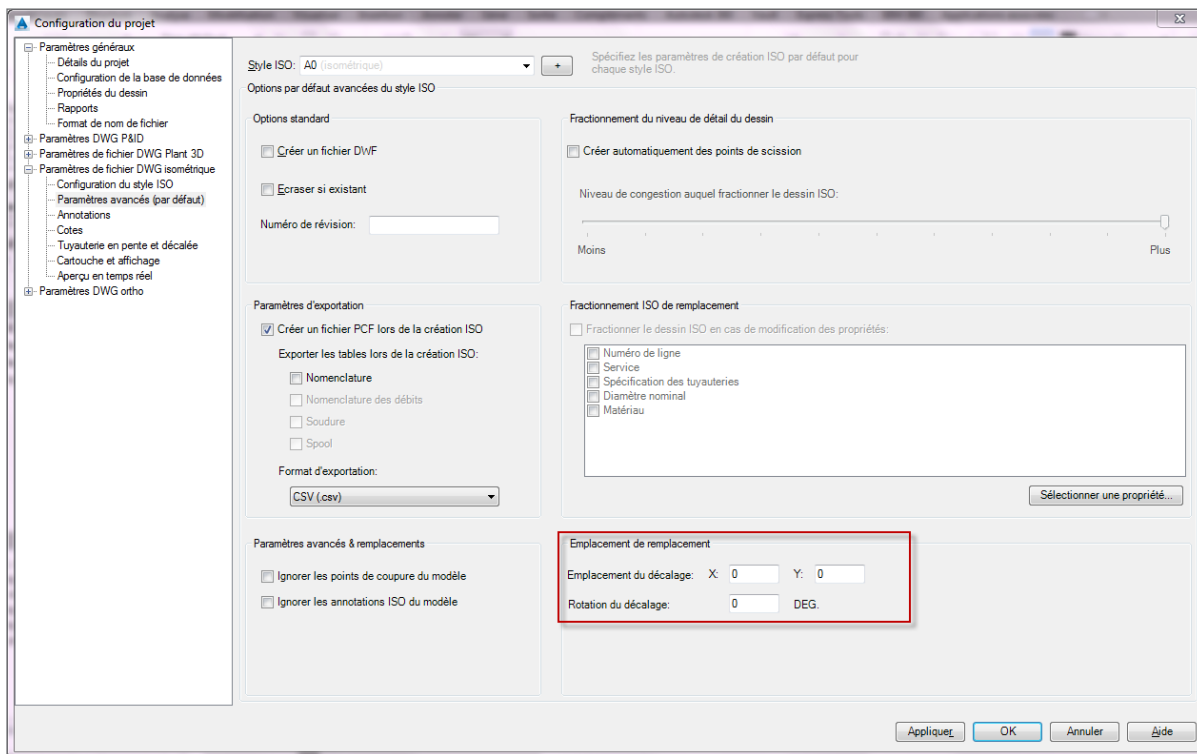 Configuration du projet
Paramètres généraux
Détails du projet
Configuration de la base de données
Propriétés du dessin
Rapports
Format de nom de fichier
Paramètres DWG P&ID
Paramètres de fichier DWG Plant 3D
Paramètres de fichier DWG isométrique
Configuration du style ISO
Paramètres avancés (par défaut)
Annotations
Cotes
Tuyauterie en pente et décalée
Cartouche et affichage
Aperçu en temps réel
Paramètres DWG ortho
Style ISO: A0 (isométrique) +
Spécifiez les paramètres de création ISO par défaut pour
chaque style ISO.
Options par défaut avancées du style ISO
Options standard
Créer un fichier DWF
Ecraser si existant
Numéro de révision:
Fractionnement du niveau de détail du dessin
Créer automatiquement des points de scission
Niveau de congestion auquel fractionner le dessin ISO:
Moins Plus
Paramètres d'exportation
Créer un fichier PCF lors de la création ISO
Exporter les tables lors de la création ISO:
Nomenclature
Nomenclature des débits
Soudure
Spool
Format d'exportation:
CSV (.csv)
Fractionnement ISO de remplacement
Fractionner le dessin ISO en cas de modification des propriétés:
Numéro de ligne
Service
Spécification des tuyauteries
Diamètre nominal
Matériau
Sélectionner une propriété...
Paramètres avancés & remplacements
Ignorer les points de coupure du modèle
Ignorer les annotations ISO du modèle
Emplacement de remplacement
Emplacement du décalage: X: 0 Y: 0
Rotation du décalage: 0 DEG.
Appliquer OK Annuler Aide